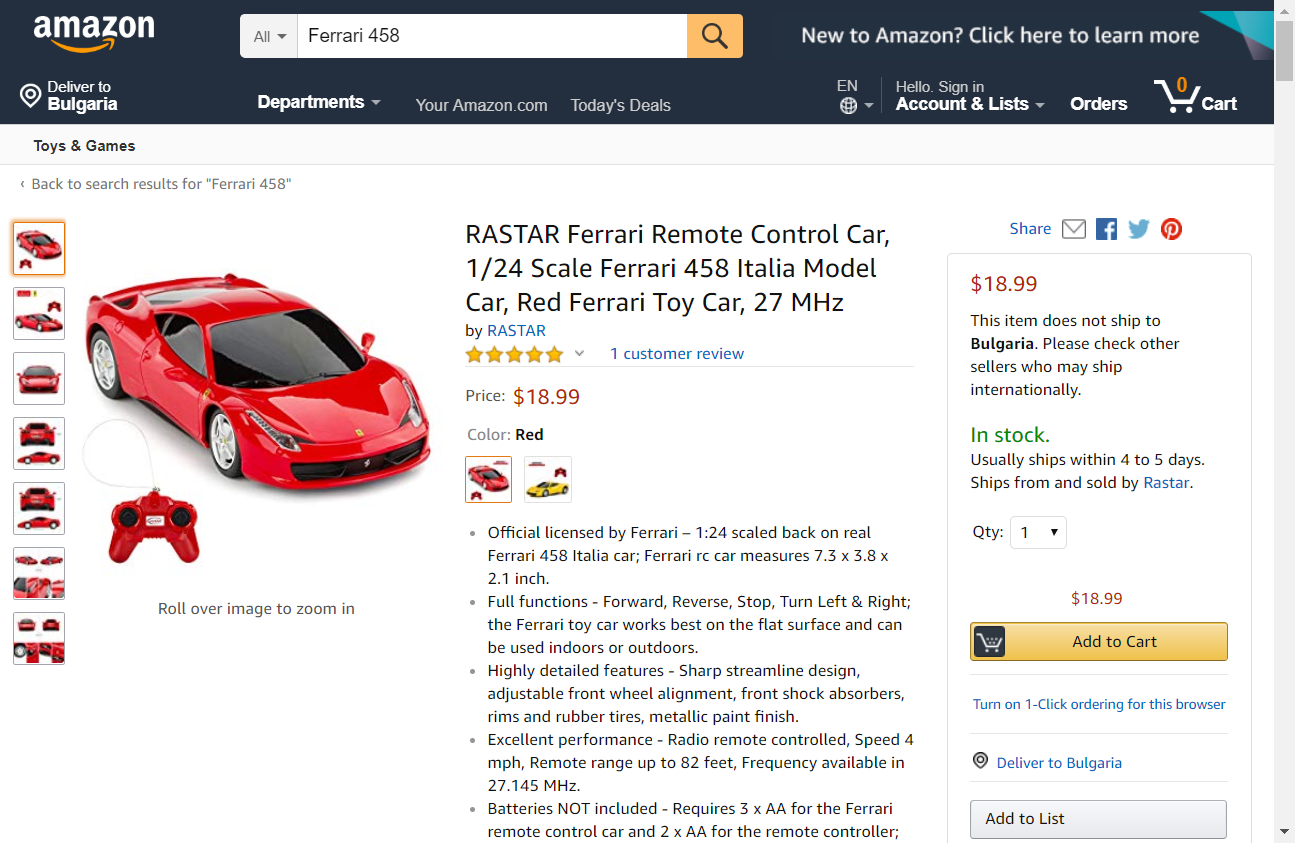 amazon
All
Ferrari 458
New to Amazon? Click here to learn more
Deliver to
Bulgaria
Departments
Your Amazon.com
Today's Deals
EN
Hello. Sign in
Account & Lists
Orders
0
Cart
Toys & Games
‹ Back to search results for "Ferrari 458"
RASTAR Ferrari Remote Control Car,
1/24 Scale Ferrari 458 Italia Model
Car, Red Ferrari Toy Car, 27 MHz
by RASTAR
1 customer review
Price: $18.99
Color: Red
• Official licensed by Ferrari – 1:24 scaled back on real
Ferrari 458 Italia car; Ferrari rc car measures 7.3 x 3.8 x
2.1 inch.
• Full functions - Forward, Reverse, Stop, Turn Left & Right;
the Ferrari toy car works best on the flat surface and can
be used indoors or outdoors.
• Highly detailed features - Sharp streamline design,
adjustable front wheel alignment, front shock absorbers,
rims and rubber tires, metallic paint finish.
• Excellent performance - Radio remote controlled, Speed 4
mph, Remote range up to 82 feet, Frequency available in
27.145 MHz.
• Batteries NOT included - Requires 3 x AA for the Ferrari
remote control car and 2 x AA for the remote controller;
Roll over image to zoom in
Share
$18.99
This item does not ship to
Bulgaria. Please check other
sellers who may ship
internationally.
In stock.
Usually ships within 4 to 5 days.
Ships from and sold by Rastar.
Qty: 1
$18.99
Add to Cart
Turn on 1-Click ordering for this browser
Deliver to Bulgaria
Add to List